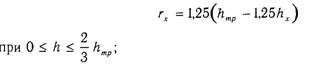 r_x = 1,25(h_mp − 1,25h_x)
при 0 ≤ h ≤ 2/3 h_mp;